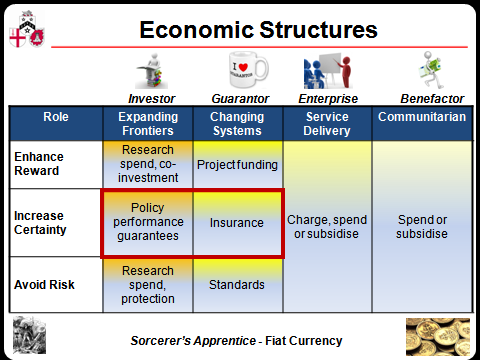 Economic Structures
I ♥
GUARANTOR
Investor Guarantor Enterprise Benefactor
Role Expanding Frontiers Changing Systems Service Delivery Communitarian
Enhance Reward
Research spend, co-investment
Project funding
Increase Certainty
Policy performance guarantees
Insurance
Charge, spend or subsidise
Spend or subsidise
Avoid Risk
Research spend, protection
Standards
Sorcerer's Apprentice - Fiat Currency